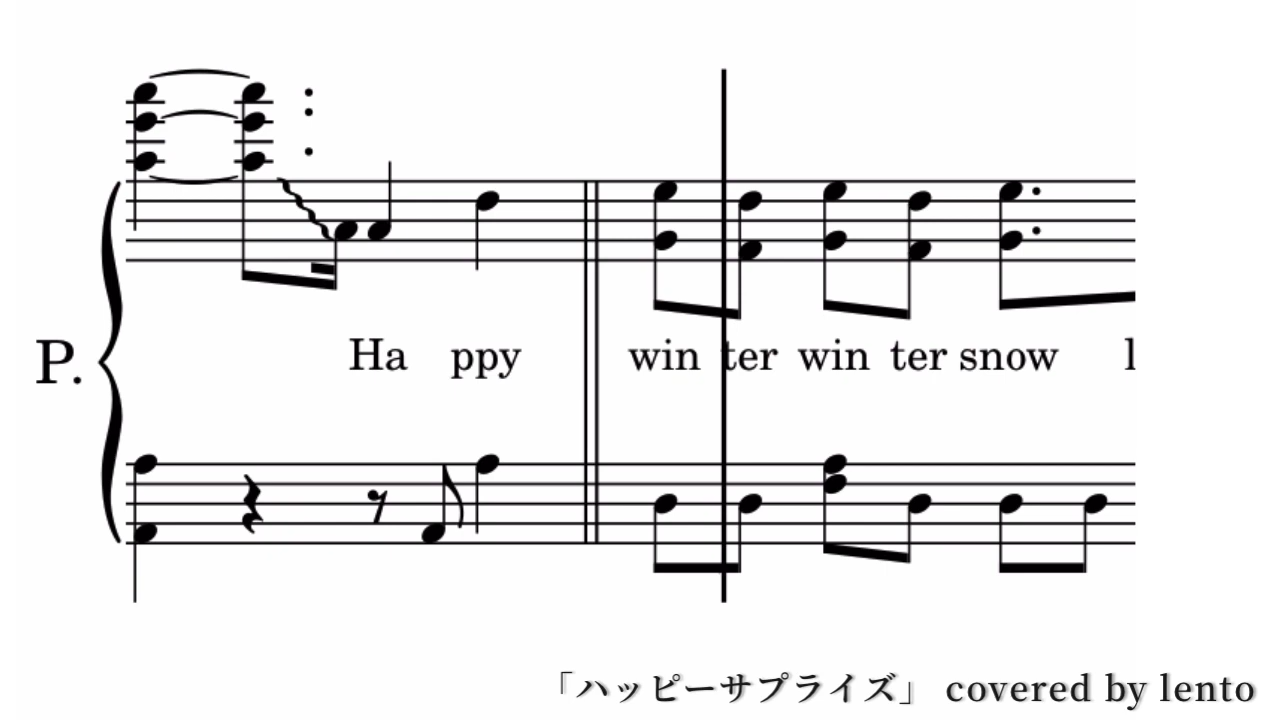 Ha ppy win ter win ter snow l
P.
「ハッピーサプライズ」 covered by lento